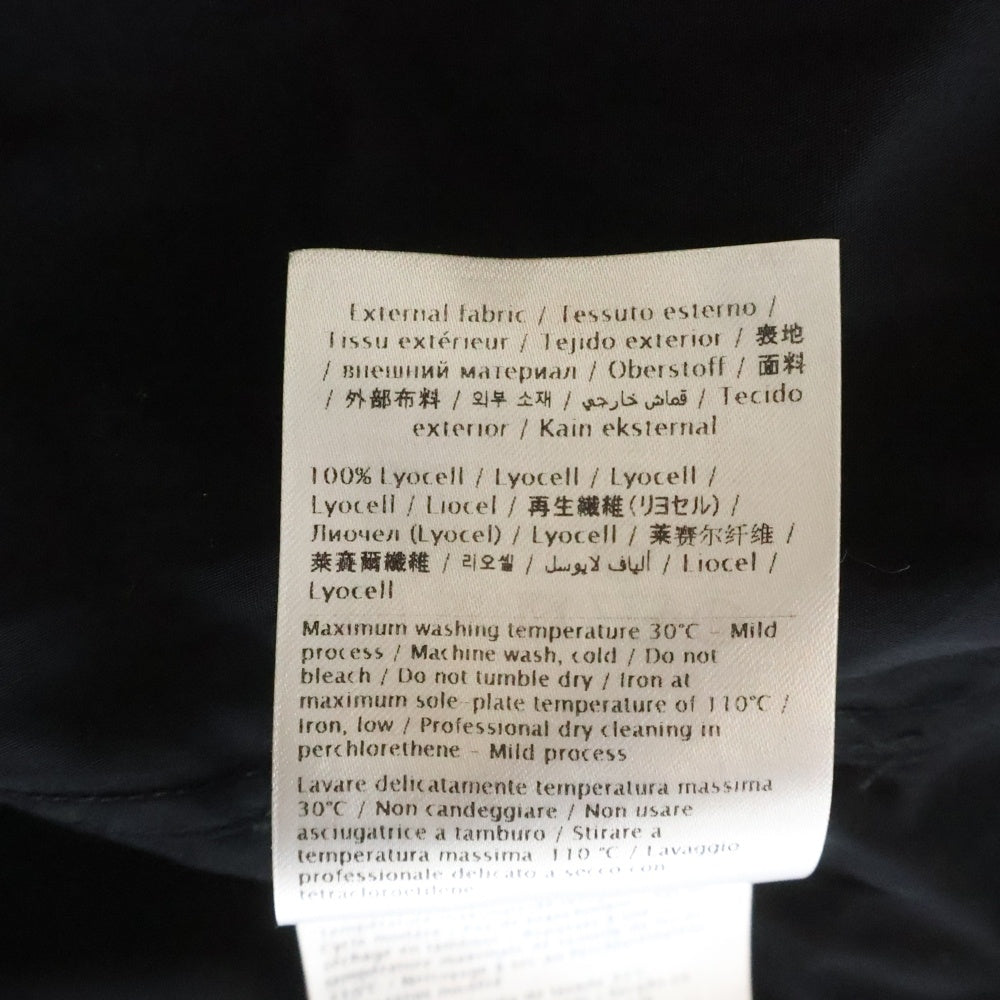 External fabric / Tessuto esterno /
Tissu extérieur / Tejido exterior / 表地
/ внешний материал / Oberstoff / 面料
/ 外部布料 / 외부 소재 / قماش خارجي / Tecido
exterior / Kain eksternal
100% Lyocell / Lyocell / Lyocell /
Lyocell / Liocel / 再生繊維(リヨセル) /
Лиочел (Lyocel) / Lyocell / 莱赛尔纤维 /
萊賽爾纖維 / 리오셀 / ألياف لايوسل / Liocel /
Lyocell
Maximum washing temperature 30°C - Mild
process / Machine wash, cold / Do not
bleach / Do not tumble dry / Iron at
maximum sole-plate temperature of 110°C /
Iron, low / Professional dry cleaning in
perchlorethene - Mild process
Lavare delicatamente temperatura massima
30°C / Non candeggiare / Non usare
asciugatrice a tamburo / Stirare a
temperatura massima 110 °C / Lavaggio
professionale delicato a secco con
tetracloroetilene